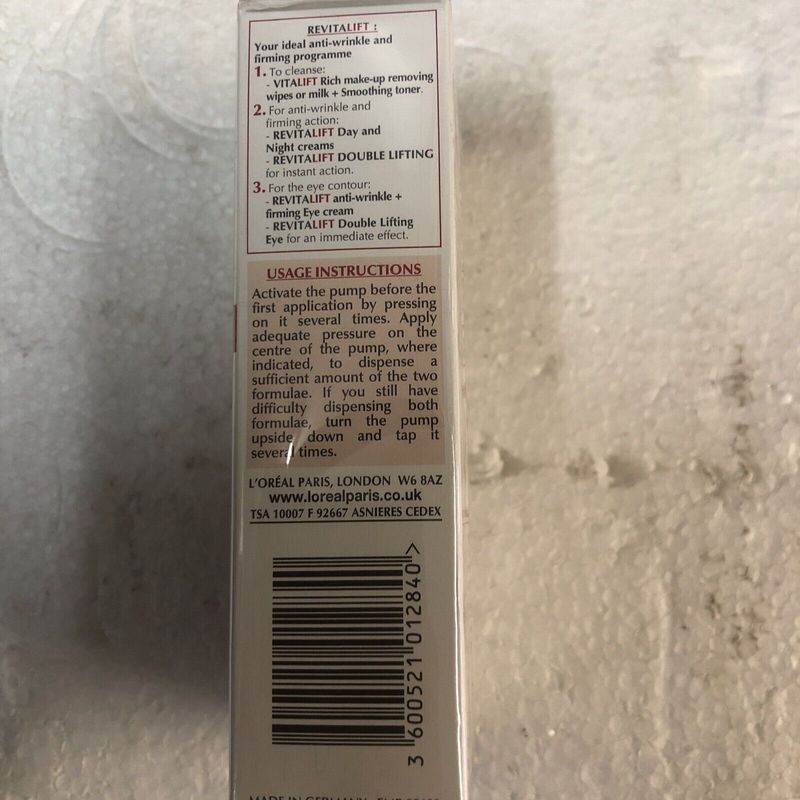 REVITALIFT :
Your ideal anti-wrinkle and
firming programme
1. To cleanse:
- VITALIFT Rich make-up removing
wipes or milk + Smoothing toner.
2. For anti-wrinkle and
firming action:
- REVITALIFT Day and
Night creams
- REVITALIFT DOUBLE LIFTING
for instant action.
3. For the eye contour:
- REVITALIFT anti-wrinkle +
firming Eye cream
- REVITALIFT Double Lifting
Eye for an immediate effect.
USAGE INSTRUCTIONS
Activate the pump before the
first application by pressing
on it several times. Apply
adequate pressure on the
centre of the pump, where
indicated, to dispense a
sufficient amount of the two
formulae. If you still have
difficulty dispensing both
formulae, turn the pump
upside down and tap it
several times.
L'ORÉAL PARIS, LONDON W6 8AZ
www.lorealparis.co.uk
TSA 10007 F 92667 ASNIERES CEDEX
3 600521 012840 >
MADE IN GERMANY